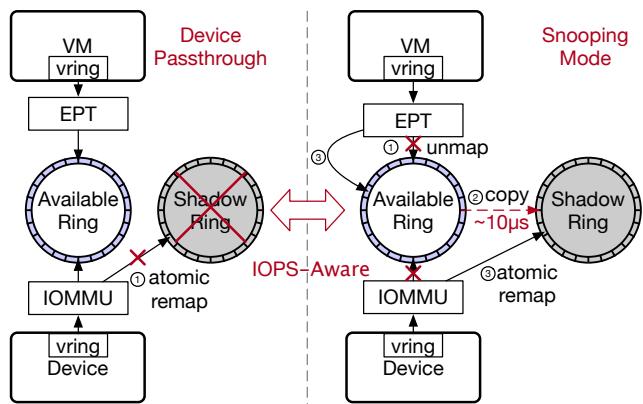 VM
vring
Device
Passthrough
EPT
Available
Ring
Shadow
Ring
① atomic
remap
IOMMU
vring
Device
IOPS-Aware
Snooping
Mode
VM
vring
EPT
① unmap
③
Available
Ring
② copy
~10µs
Shadow
Ring
③ atomic
remap
IOMMU
vring
Device